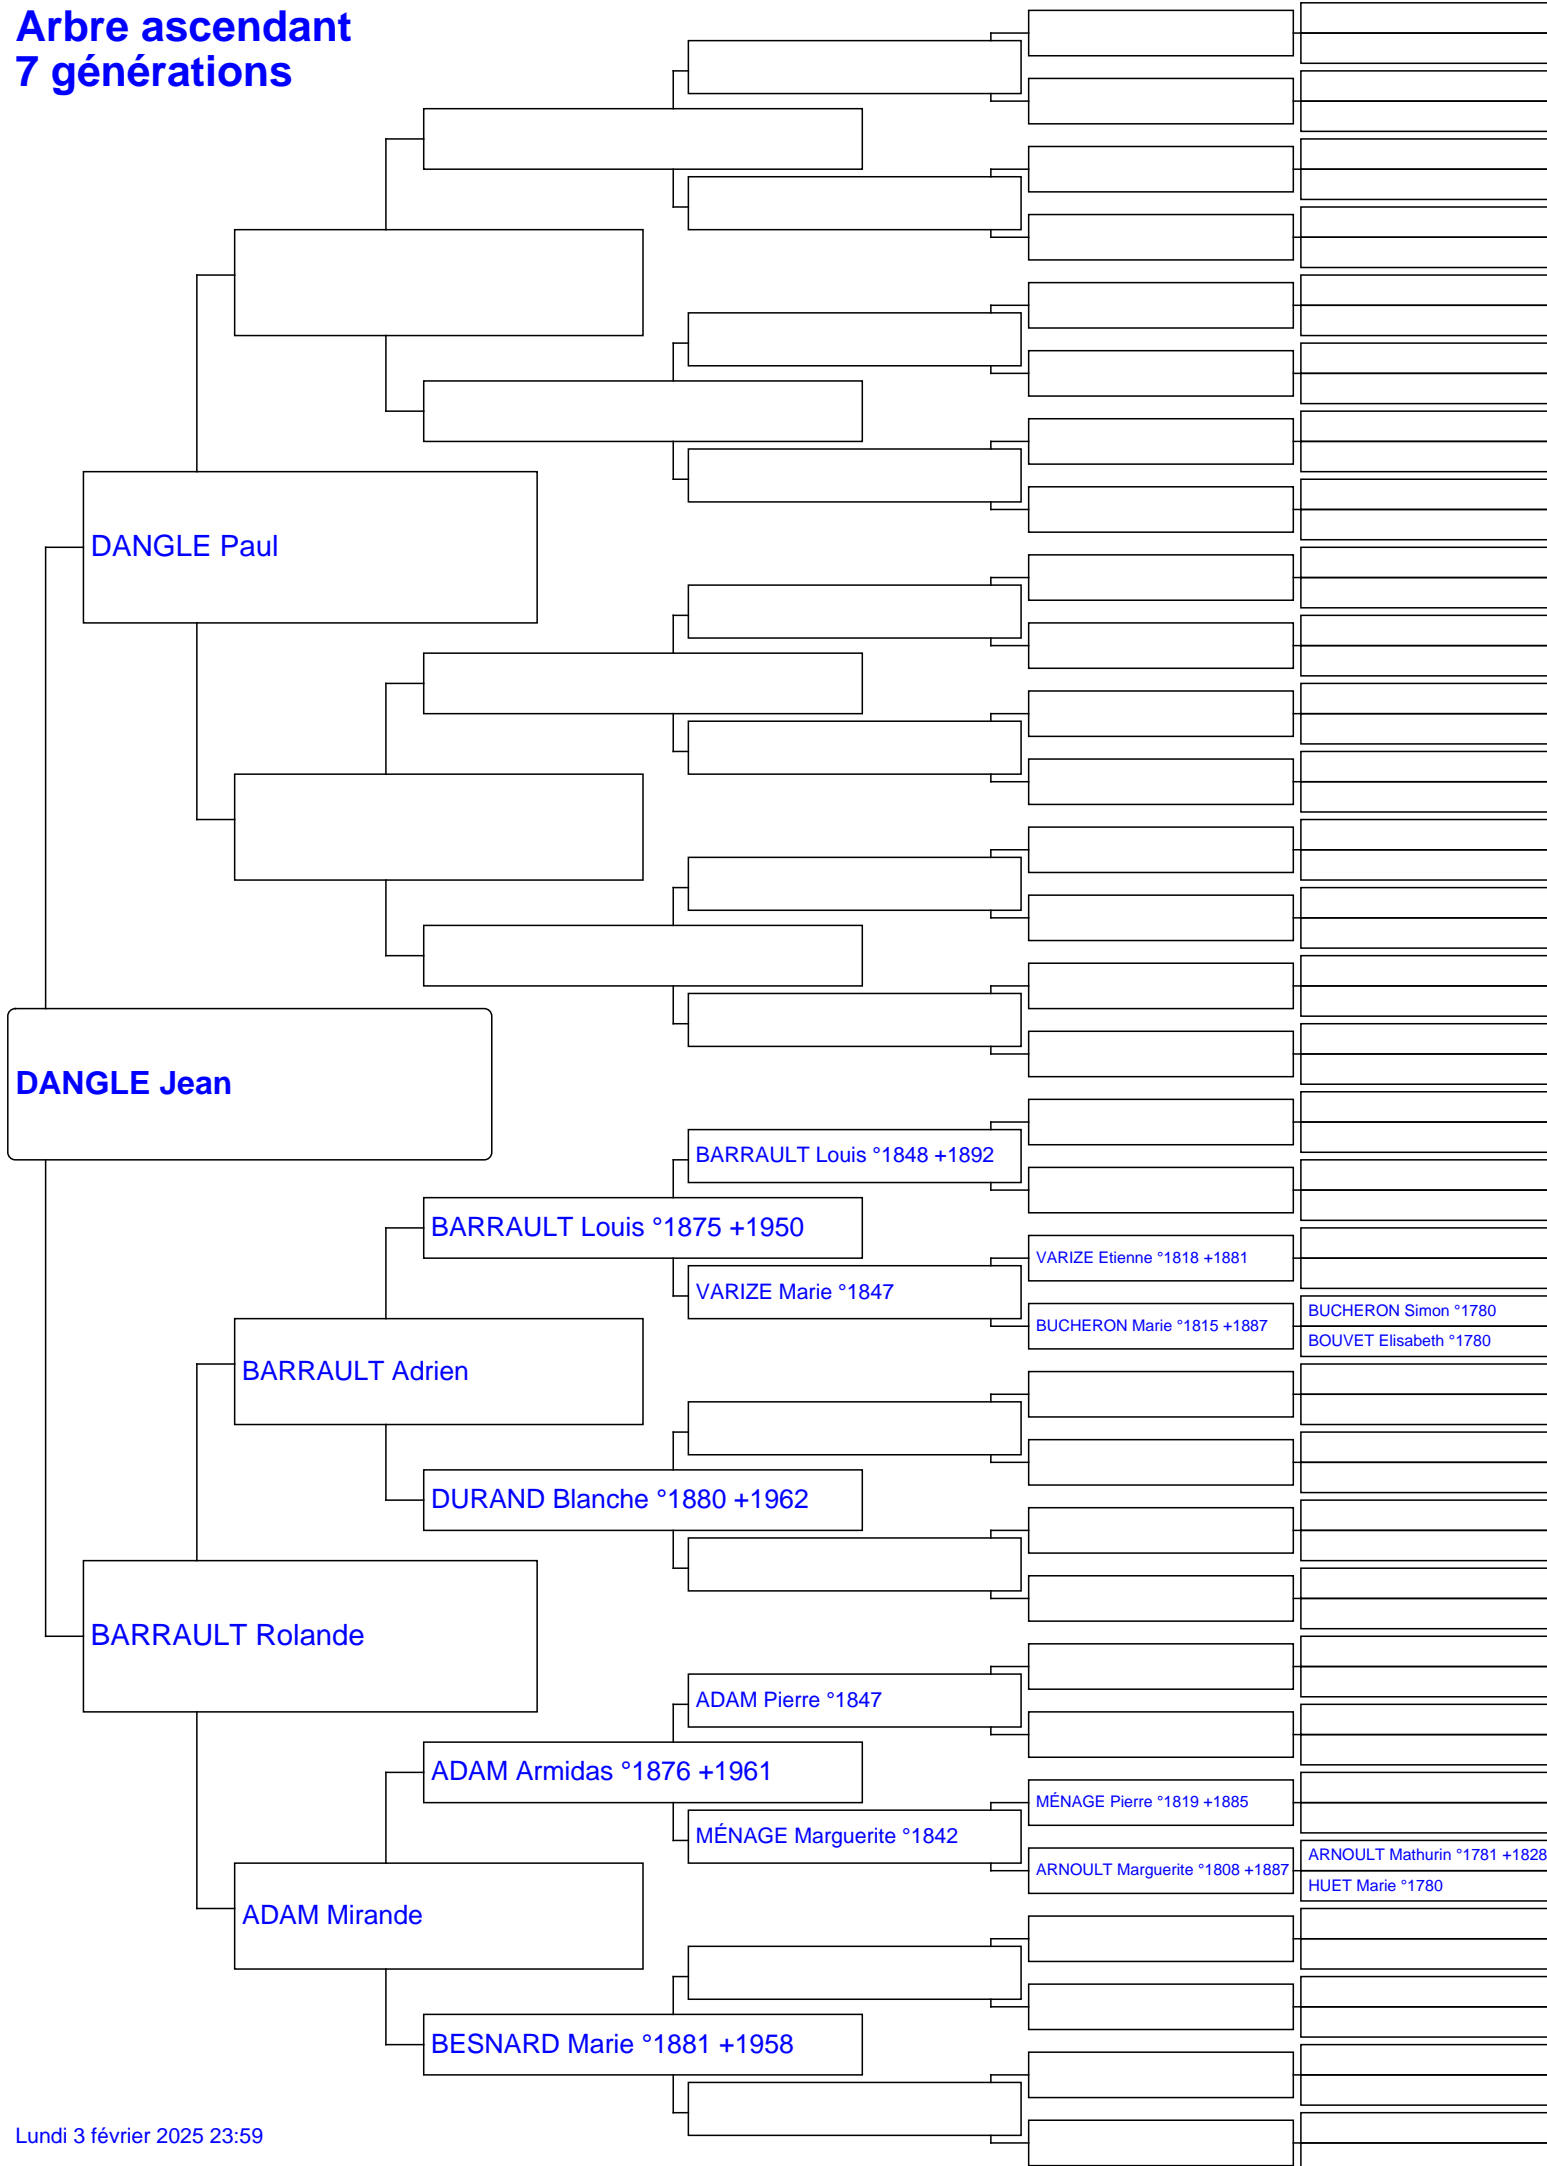 Arbre ascendant
7 générations
DANGLE Paul
DANGLE Jean
BARRAULT Louis °1848 +1892
BARRAULT Louis °1875 +1950
VARIZE Etienne °1818 +1881
VARIZE Marie °1847
BUCHERON Simon °1780
BUCHERON Marie °1815 +1887
BOUVET Elisabeth °1780
BARRAULT Adrien
DURAND Blanche °1880 +1962
BARRAULT Rolande
ADAM Pierre °1847
ADAM Armidas °1876 +1961
MÉNAGE Pierre °1819 +1885
MÉNAGE Marguerite °1842
ARNOULT Mathurin °1781 +1828
ARNOULT Marguerite °1808 +1887
HUET Marie °1780
ADAM Mirande
BESNARD Marie °1881 +1958
Lundi 3 février 2025 23:59